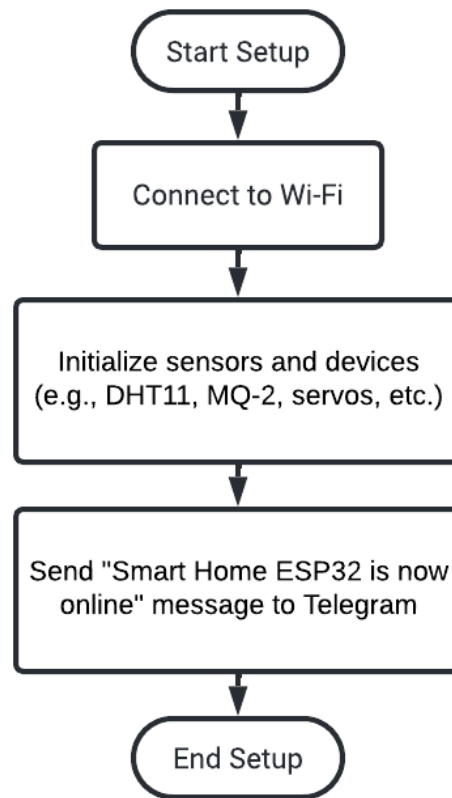 Start Setup
Connect to Wi-Fi
Initialize sensors and devices
(e.g., DHT11, MQ-2, servos, etc.)
Send "Smart Home ESP32 is now
online" message to Telegram
End Setup